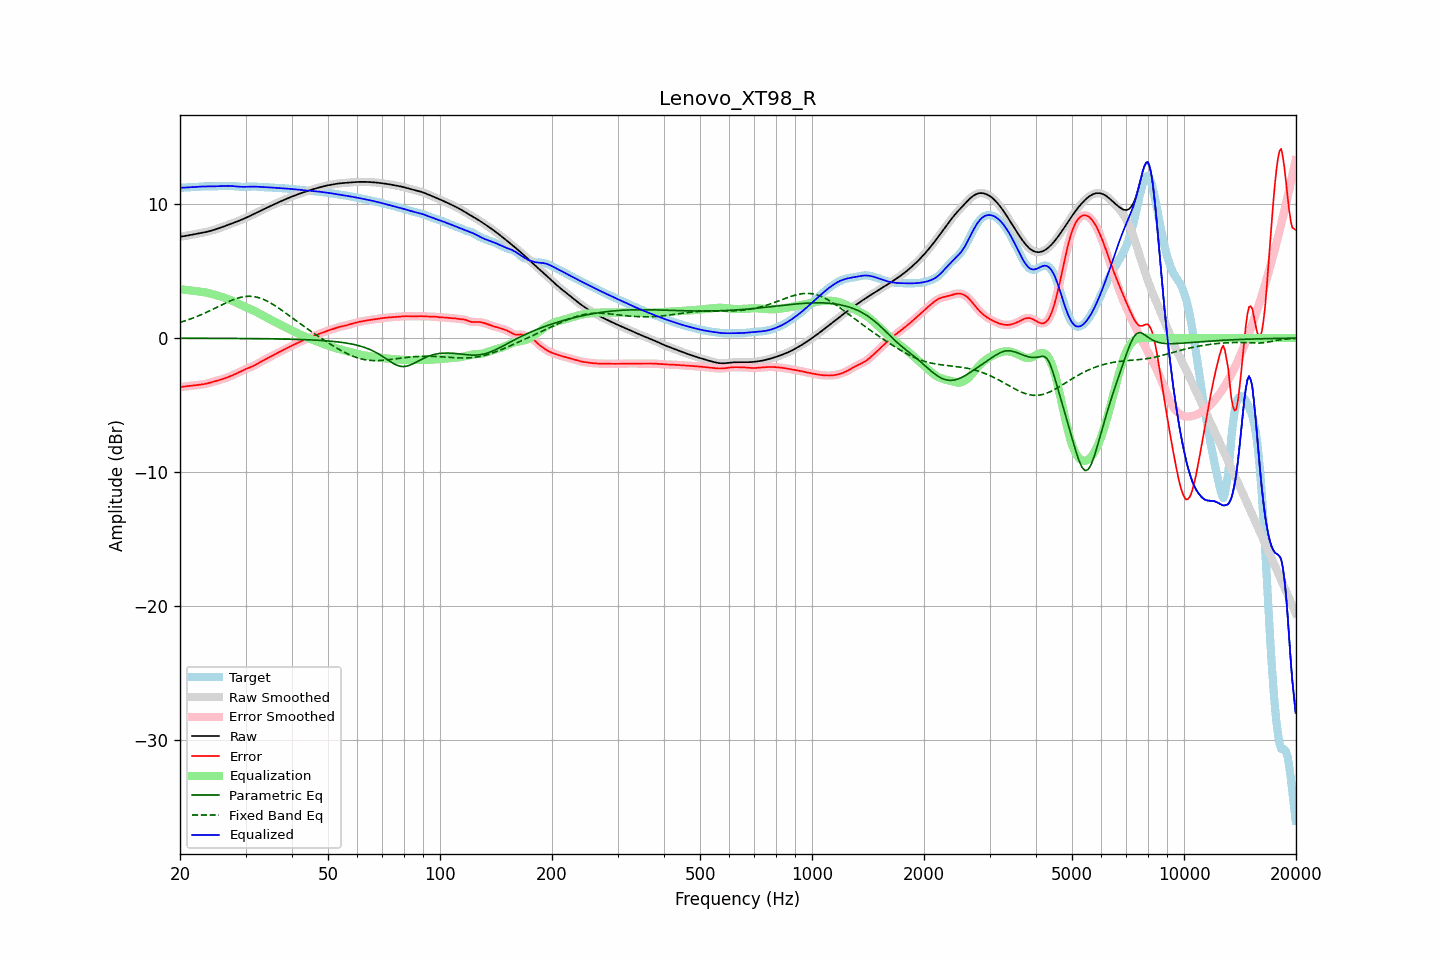 Lenovo_XT98_R
10
0
−10
−20
−30
Amplitude (dBr)
Target
Raw Smoothed
Error Smoothed
Raw
Error
Equalization
Parametric Eq
Fixed Band Eq
Equalized
20 50 100 200 500 1000 2000 5000 10000 20000
Frequency (Hz)